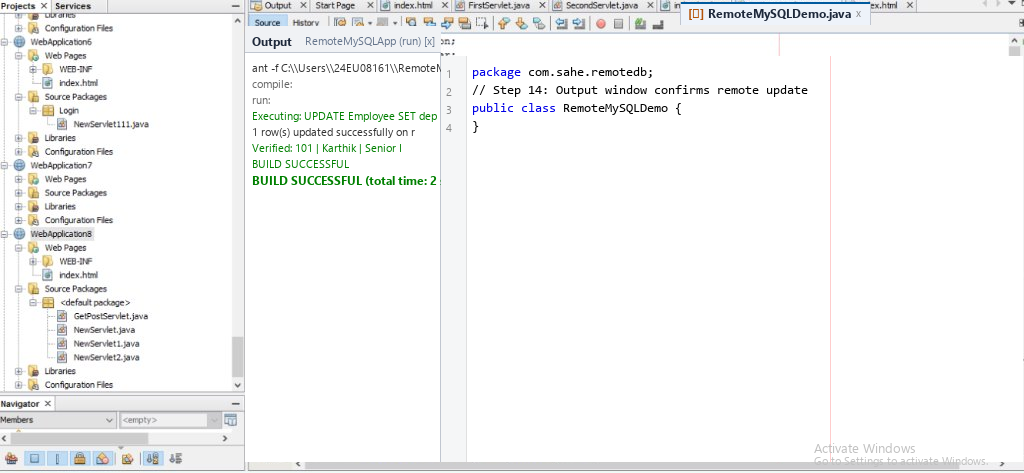 Projects × Services
Output × Start Page × index.html × FirstServlet.java × SecondServlet.java × in
ex.html ×
[] RemoteMySQLDemo.java x
Source History
Libraries
Configuration Files
WebApplication6
Web Pages
WEB-INF
index.html
Source Packages
Login
NewServlet111.java
Libraries
Configuration Files
WebApplication7
Web Pages
Source Packages
Libraries
Configuration Files
WebApplication8
Web Pages
WEB-INF
index.html
Source Packages
<default package>
GetPostServlet.java
NewServlet.java
NewServlet1.java
NewServlet2.java
Libraries
Configuration Files
Navigator ×
Members
<empty>
Output RemoteMySQLApp (run) [x]
ant -f C:\\Users\\24EU08161\\RemoteM
compile:
run:
Executing: UPDATE Employee SET dep
1 row(s) updated successfully on r
Verified: 101 | Karthik | Senior I
BUILD SUCCESSFUL
BUILD SUCCESSFUL (total time: 2 s
on;
1 package com.sahe.remotedb;
2 // Step 14: Output window confirms remote update
3 public class RemoteMySQLDemo {
4 }
Activate Windows
Go to Settings to activate Windows.